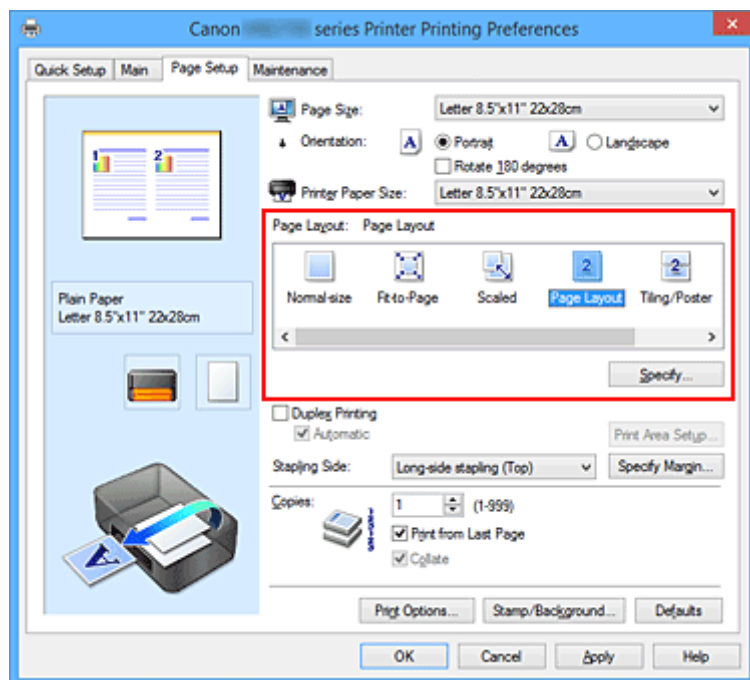 Canon series Printer Printing Preferences
Quick Setup Main Page Setup Maintenance
Page Size: Letter 8.5"x11" 22x28cm
Orientation: A Portrait A Landscape
Rotate 180 degrees
Printer Paper Size: Letter 8.5"x11" 22x28cm
Page Layout: Page Layout
1 2
2 2
Normal-size Fit-to-Page Scaled Page Layout Tiling/Poster
Plain Paper
Letter 8.5"x11" 22x28cm
Specify...
Duplex Printing
Automatic Print Area Setup...
Stapling Side: Long-side stapling (Top) Specify Margin...
Copies: 1 (1-999)
Print from Last Page
Collate
A
Print Options... Stamp/Background... Defaults
OK Cancel Apply Help